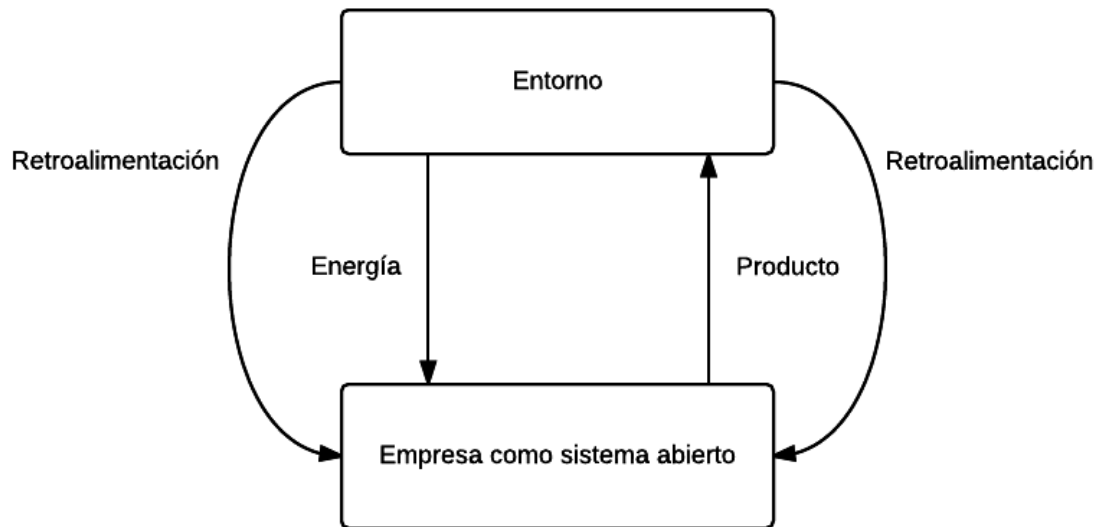 Entorno
Retroalimentación
Retroalimentación
Energía
Producto
Empresa como sistema abierto